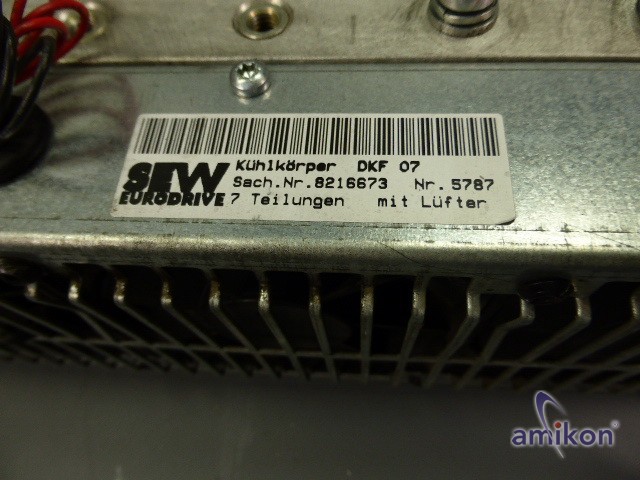 SEW
EURODRIVE
Kühlkörper DKF 07
Sach.Nr.8216673 Nr.5787
7 Teilungen mit Lüfter
amikon